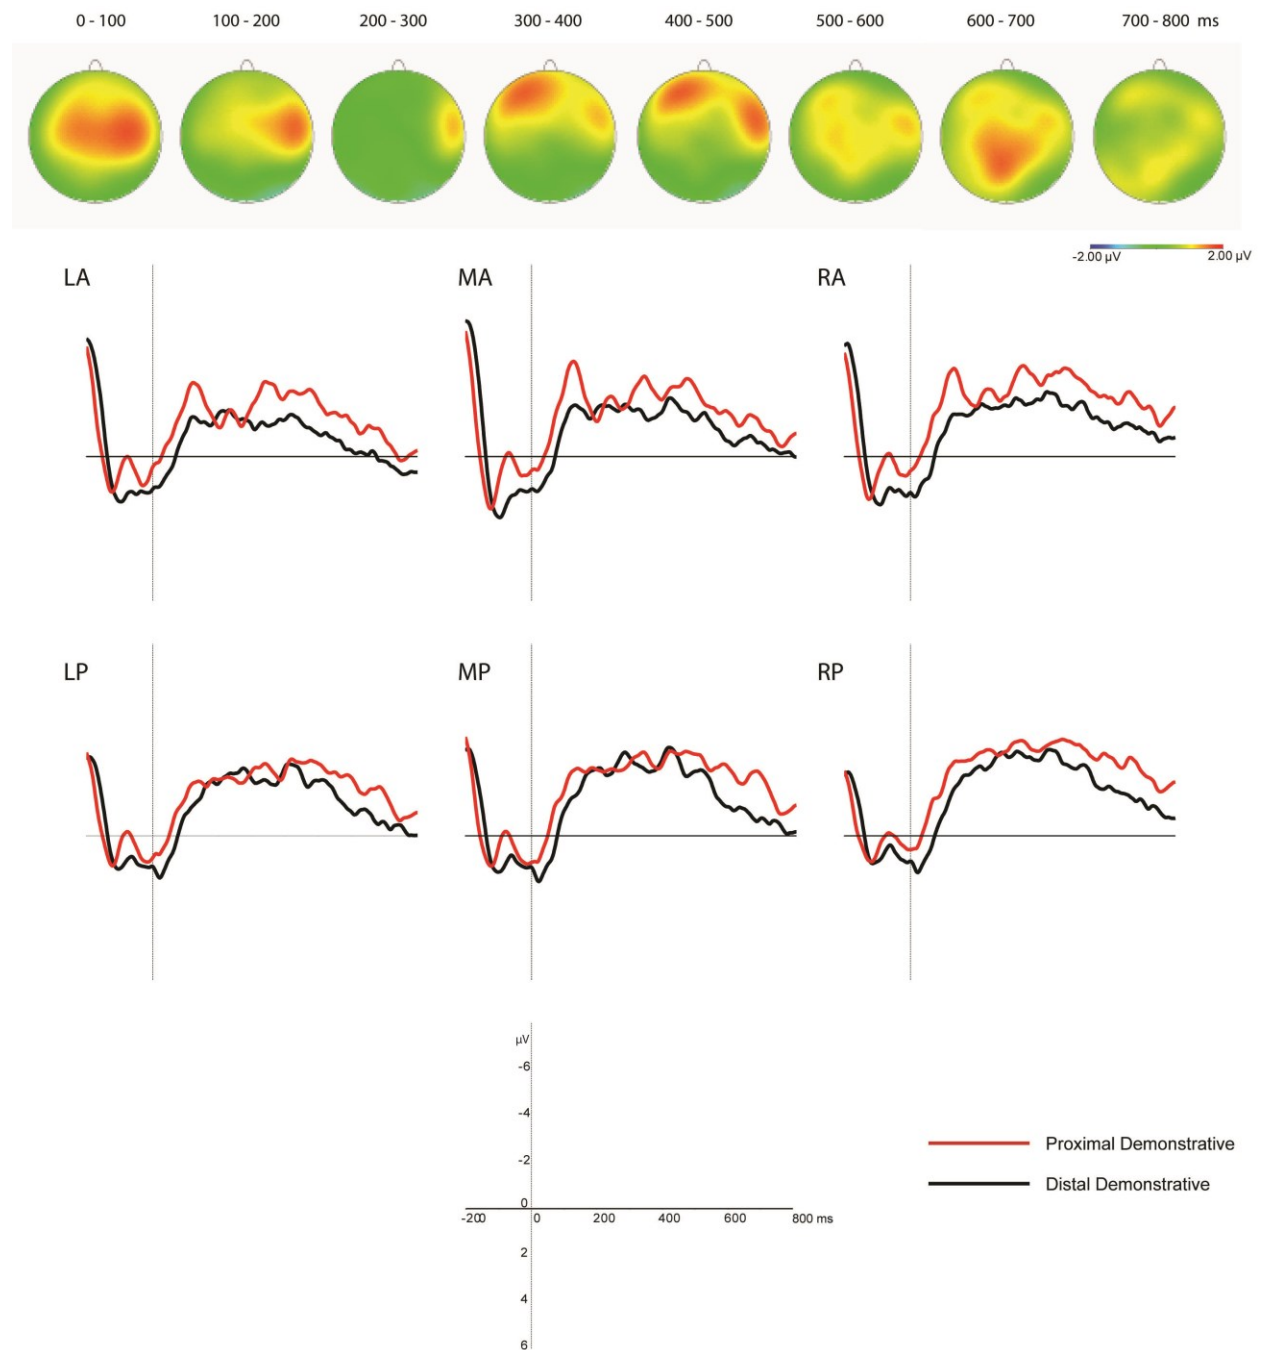 0 - 100 100 - 200 200 - 300 300 - 400 400 - 500 500 - 600 600 - 700 700 - 800 ms
-2.00 µV 2.00 µV
LA MA RA
LP MP RP
µV
-6
-4
-2
0
-200 0 200 400 600 800 ms
2
4
6
Proximal Demonstrative
Distal Demonstrative